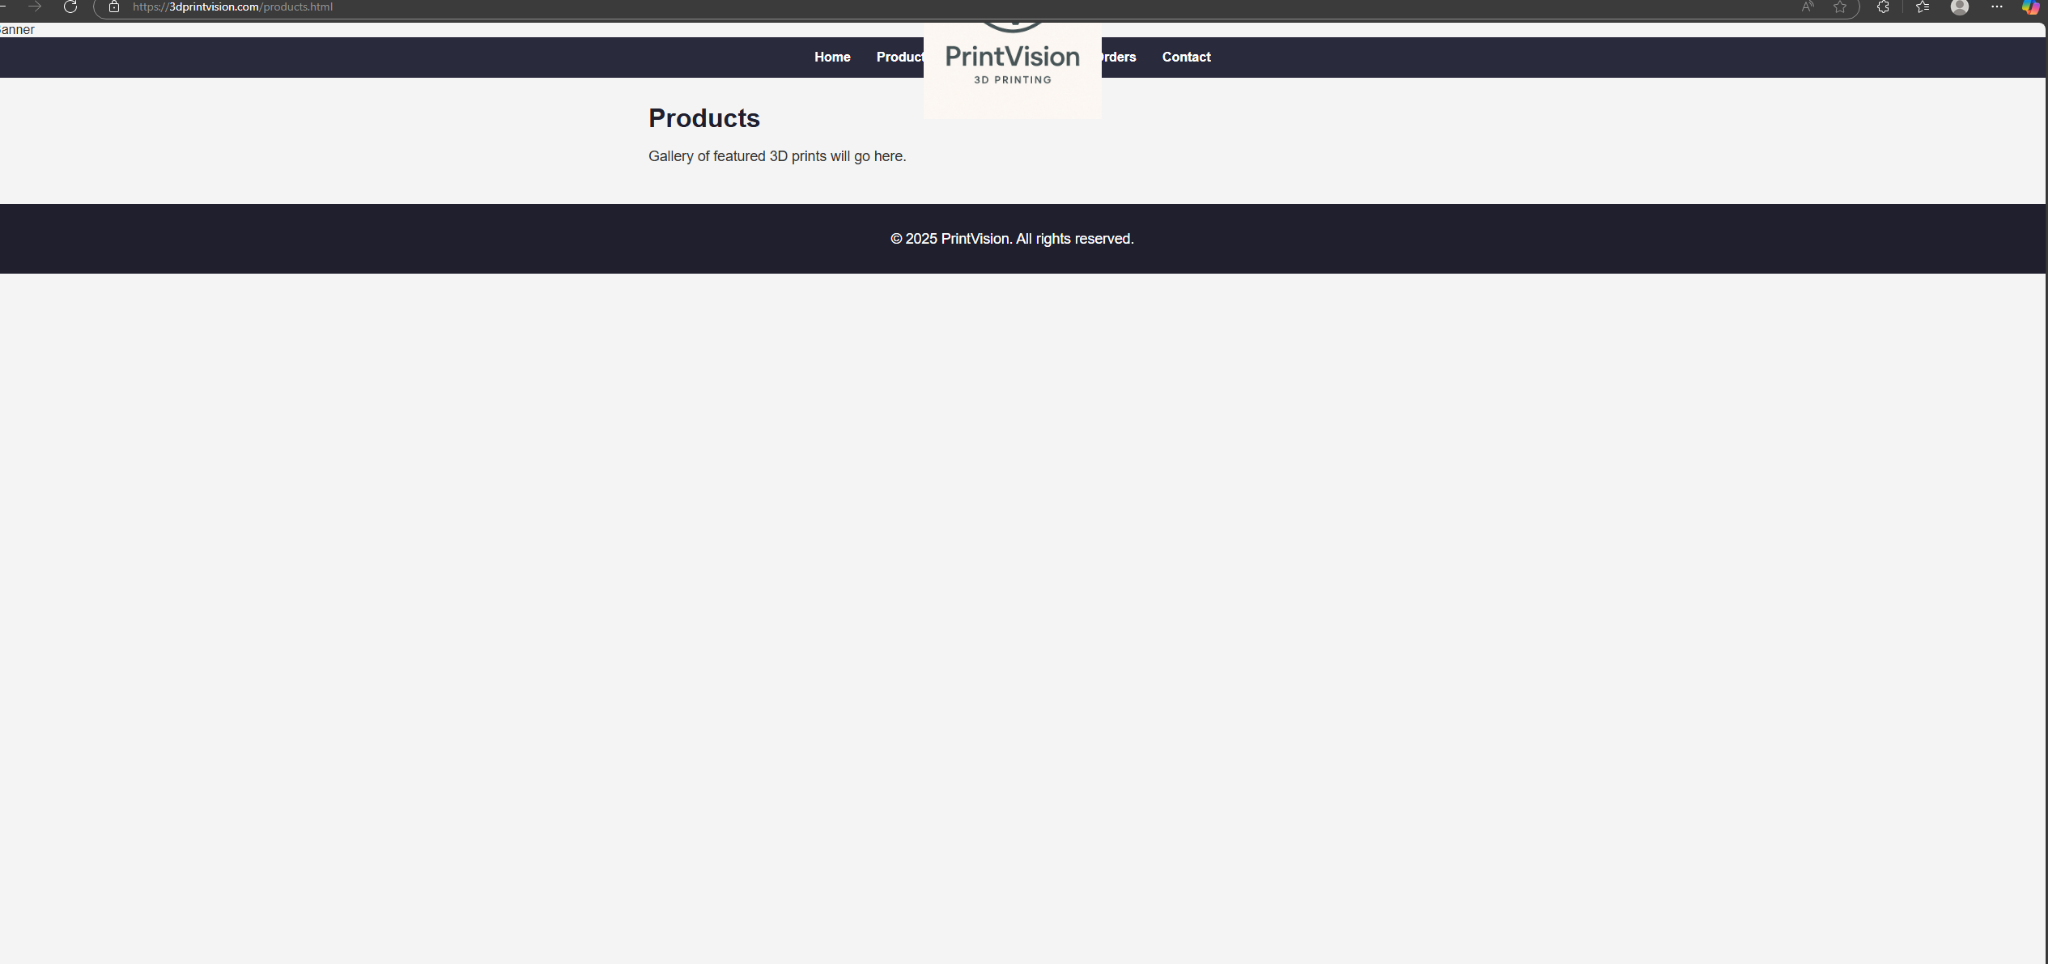 https://3dprintvision.com/products.html
anner
Home Product rders Contact
PrintVision
3D PRINTING
Products
Gallery of featured 3D prints will go here.
© 2025 PrintVision. All rights reserved.